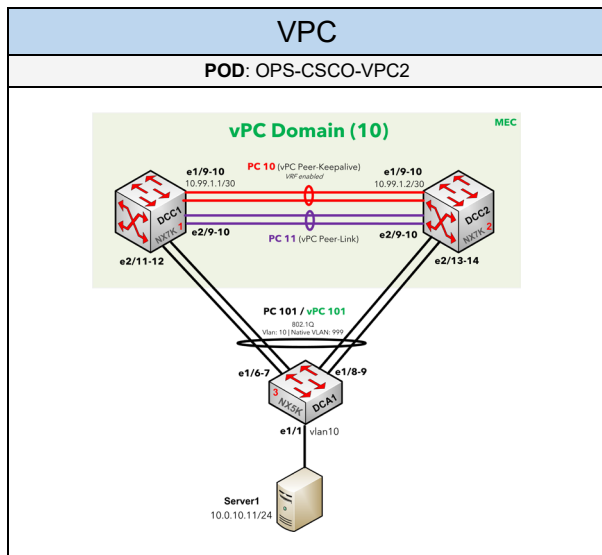 VPC
POD: OPS-CSCO-VPC2
MEC
vPC Domain (10)
e1/9-10
10.99.1.1/30
PC 10 (vPC Peer-Keepalive)
VRF enabled
e1/9-10
10.99.1.2/30
DCC1
NX7K 1
DCC2
NX7K 2
e2/9-10
PC 11 (vPC Peer-Link)
e2/9-10
e2/11-12
e2/13-14
PC 101 / vPC 101
802.1Q
Vlan: 10 | Native VLAN: 999
e1/6-7
e1/8-9
3
NX5K
DCA1
e1/1 vlan10
Server1
10.0.10.11/24